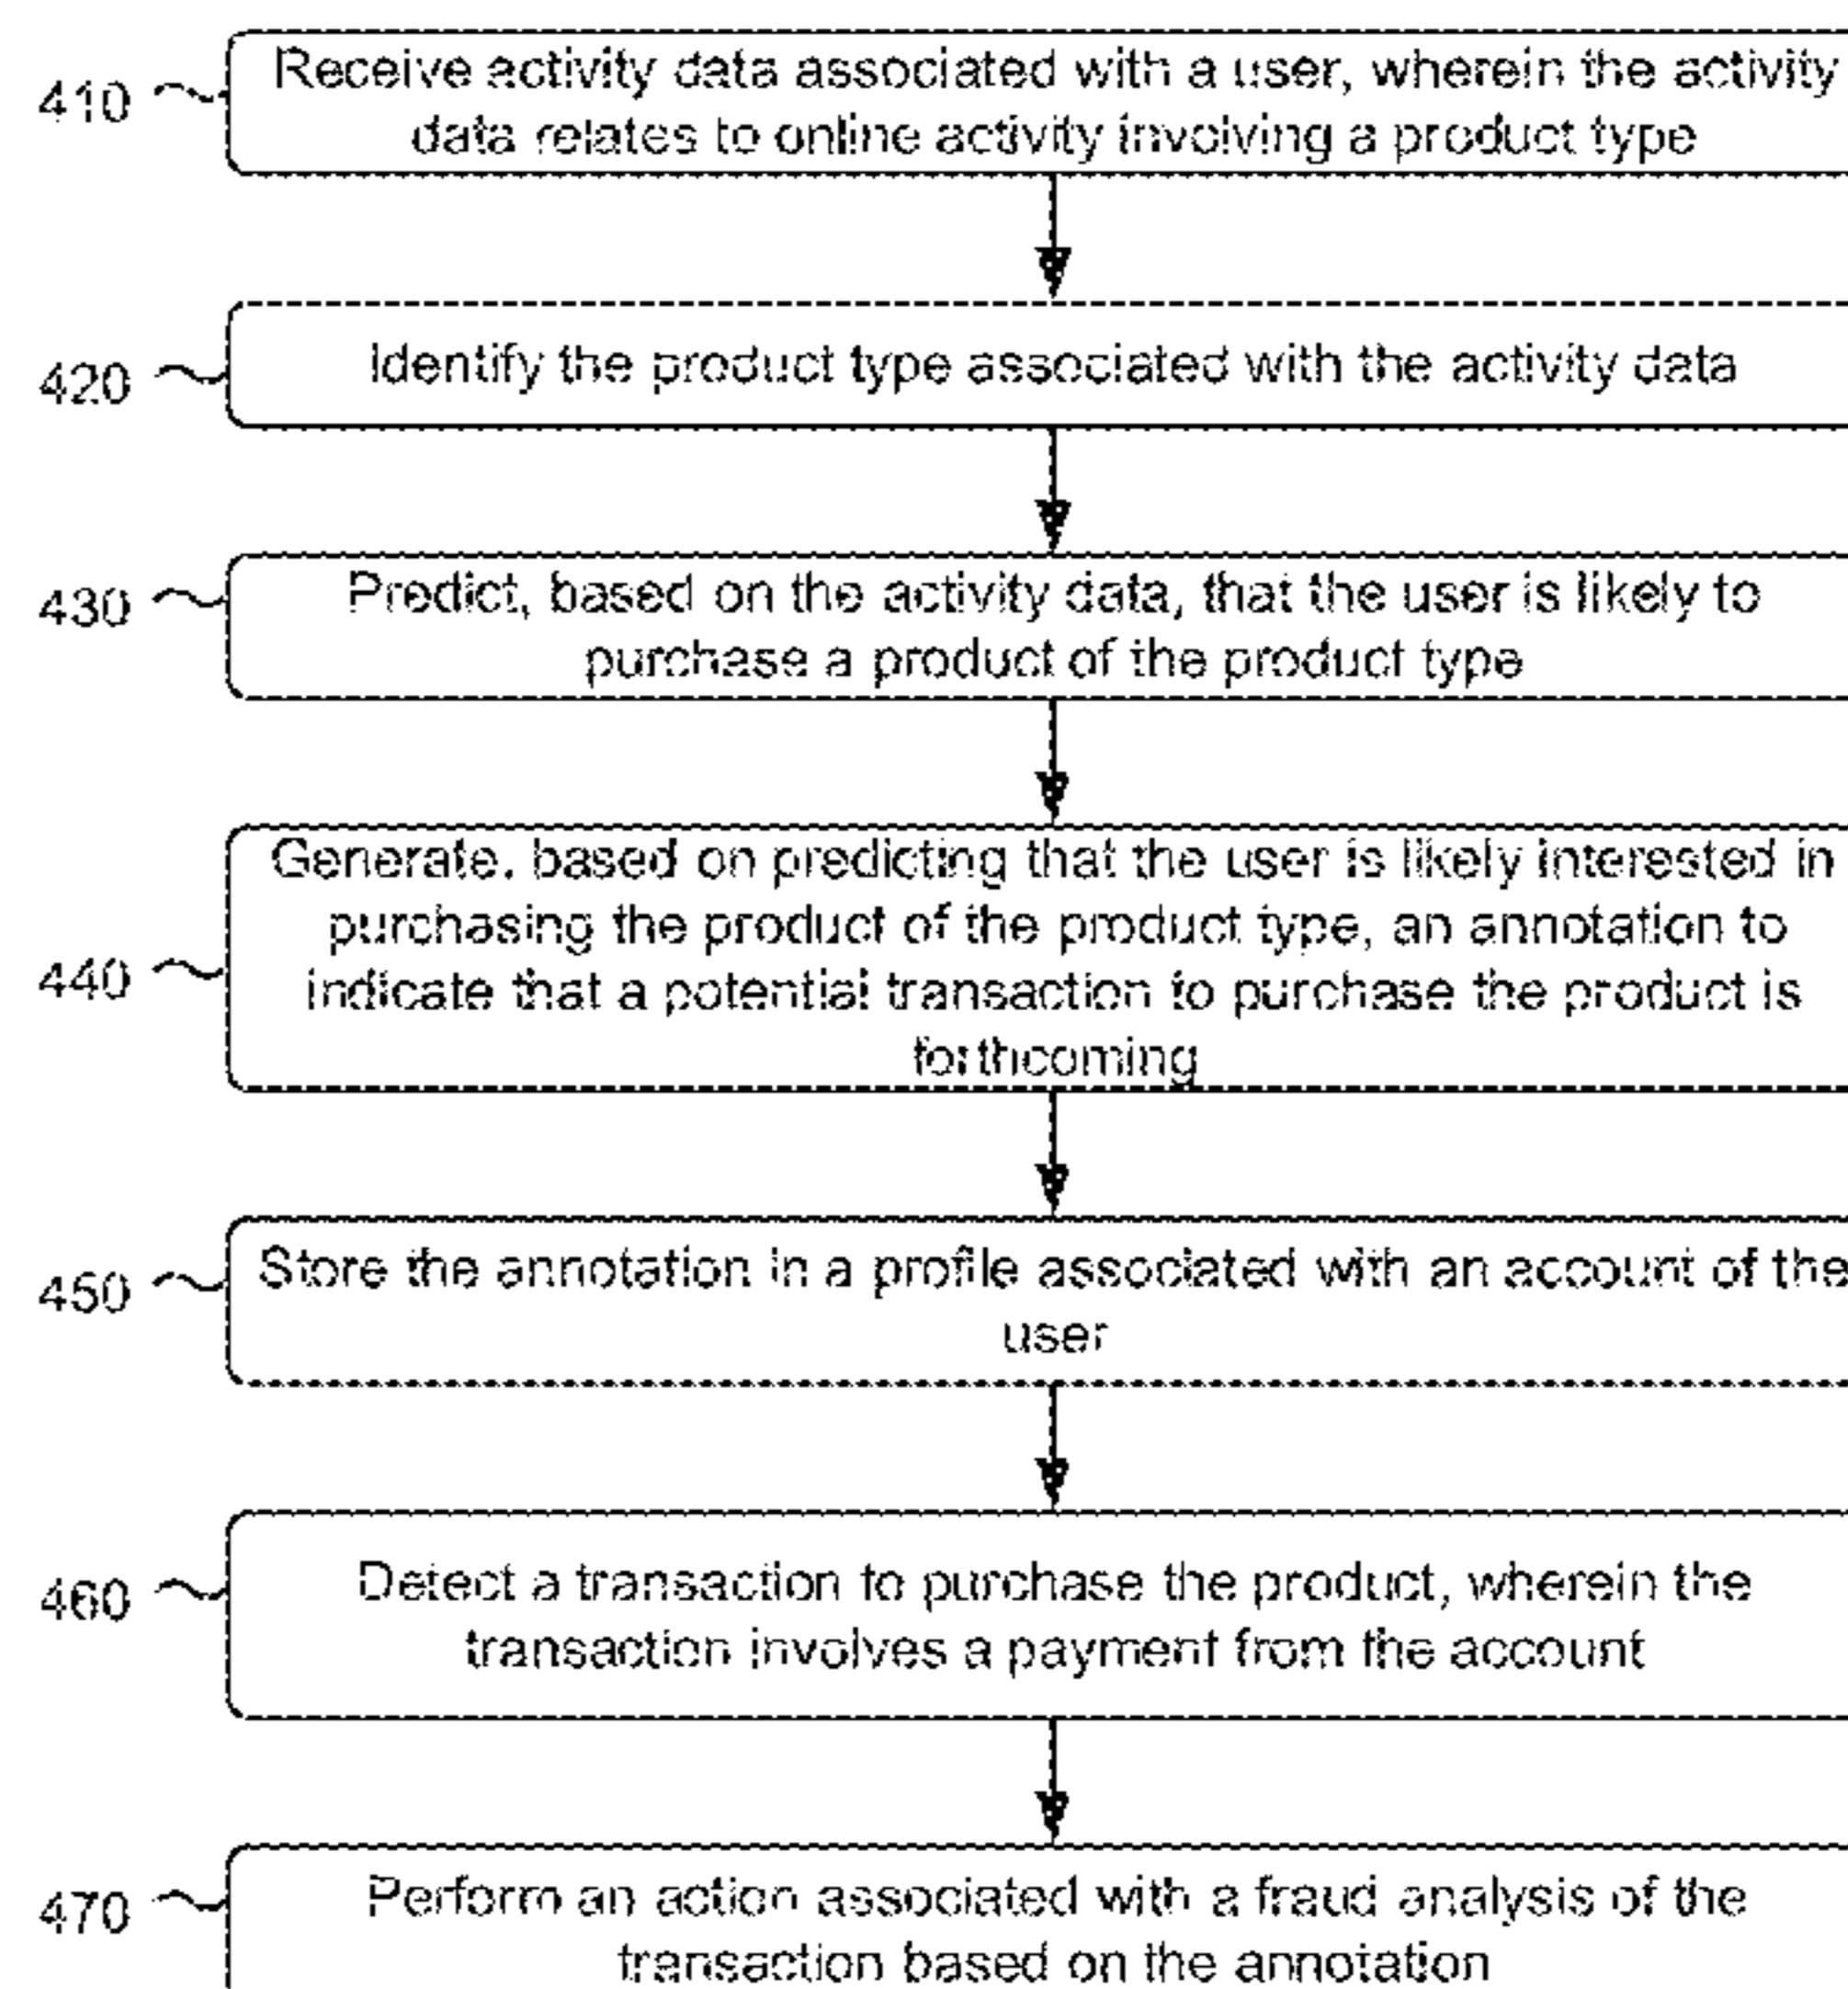 410
Receive activity data associated with a user, wherein the activity
data relates to online activity involving a product type
420
Identify the product type associated with the activity data
430
Predict, based on the activity data, that the user is likely to
purchase a product of the product type
440
Generate, based on predicting that the user is likely interested in
purchasing the product of the product type, an annotation to
indicate that a potential transaction to purchase the product is
forthcoming
450
Store the annotation in a profile associated with an account of the
user
460
Detect a transaction to purchase the product, wherein the
transaction involves a payment from the account
470
Perform an action associated with a fraud analysis of the
transaction based on the annotation